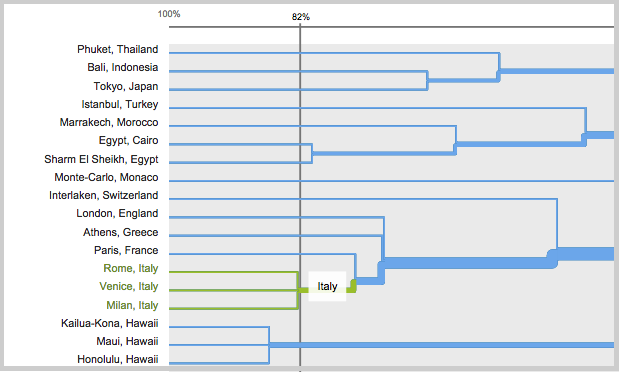 100%
82%
Phuket, Thailand
Bali, Indonesia
Tokyo, Japan
Istanbul, Turkey
Marrakech, Morocco
Egypt, Cairo
Sharm El Sheikh, Egypt
Monte-Carlo, Monaco
Interlaken, Switzerland
London, England
Athens, Greece
Paris, France
Rome, Italy
Venice, Italy
Italy
Milan, Italy
Kailua-Kona, Hawaii
Maui, Hawaii
Honolulu, Hawaii